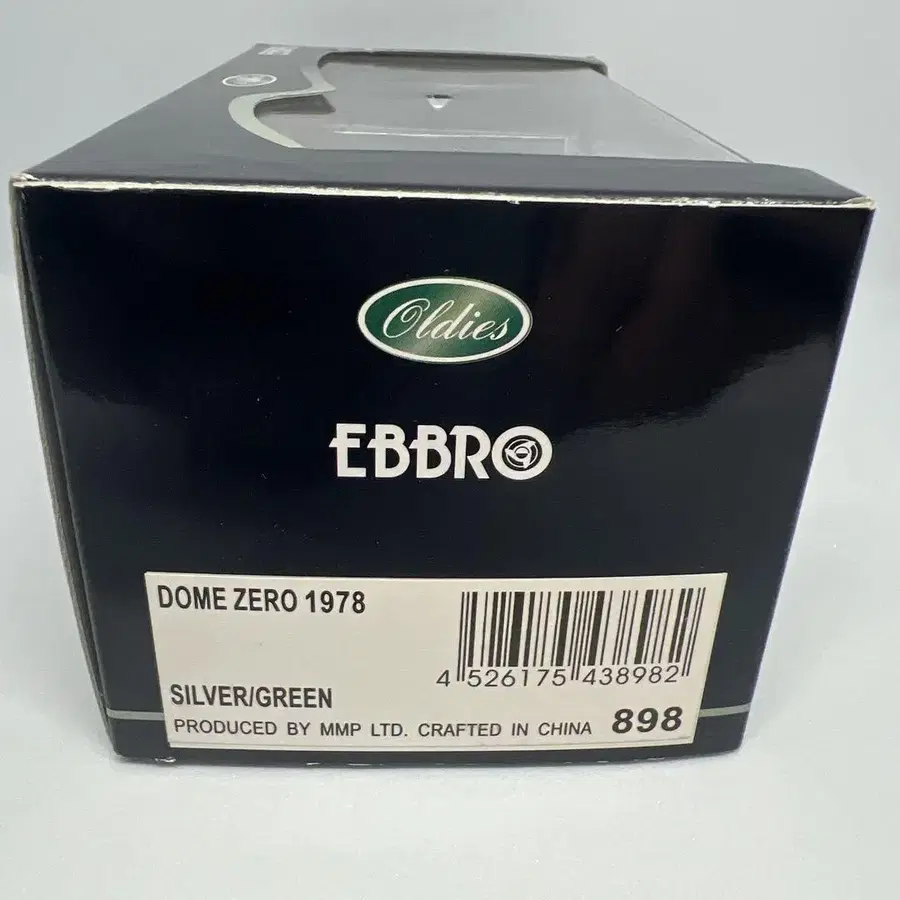 Oldies
EBBRO
DOME ZERO 1978
4 526175 438982
SILVER/GREEN
PRODUCED BY MMP LTD. CRAFTED IN CHINA 898